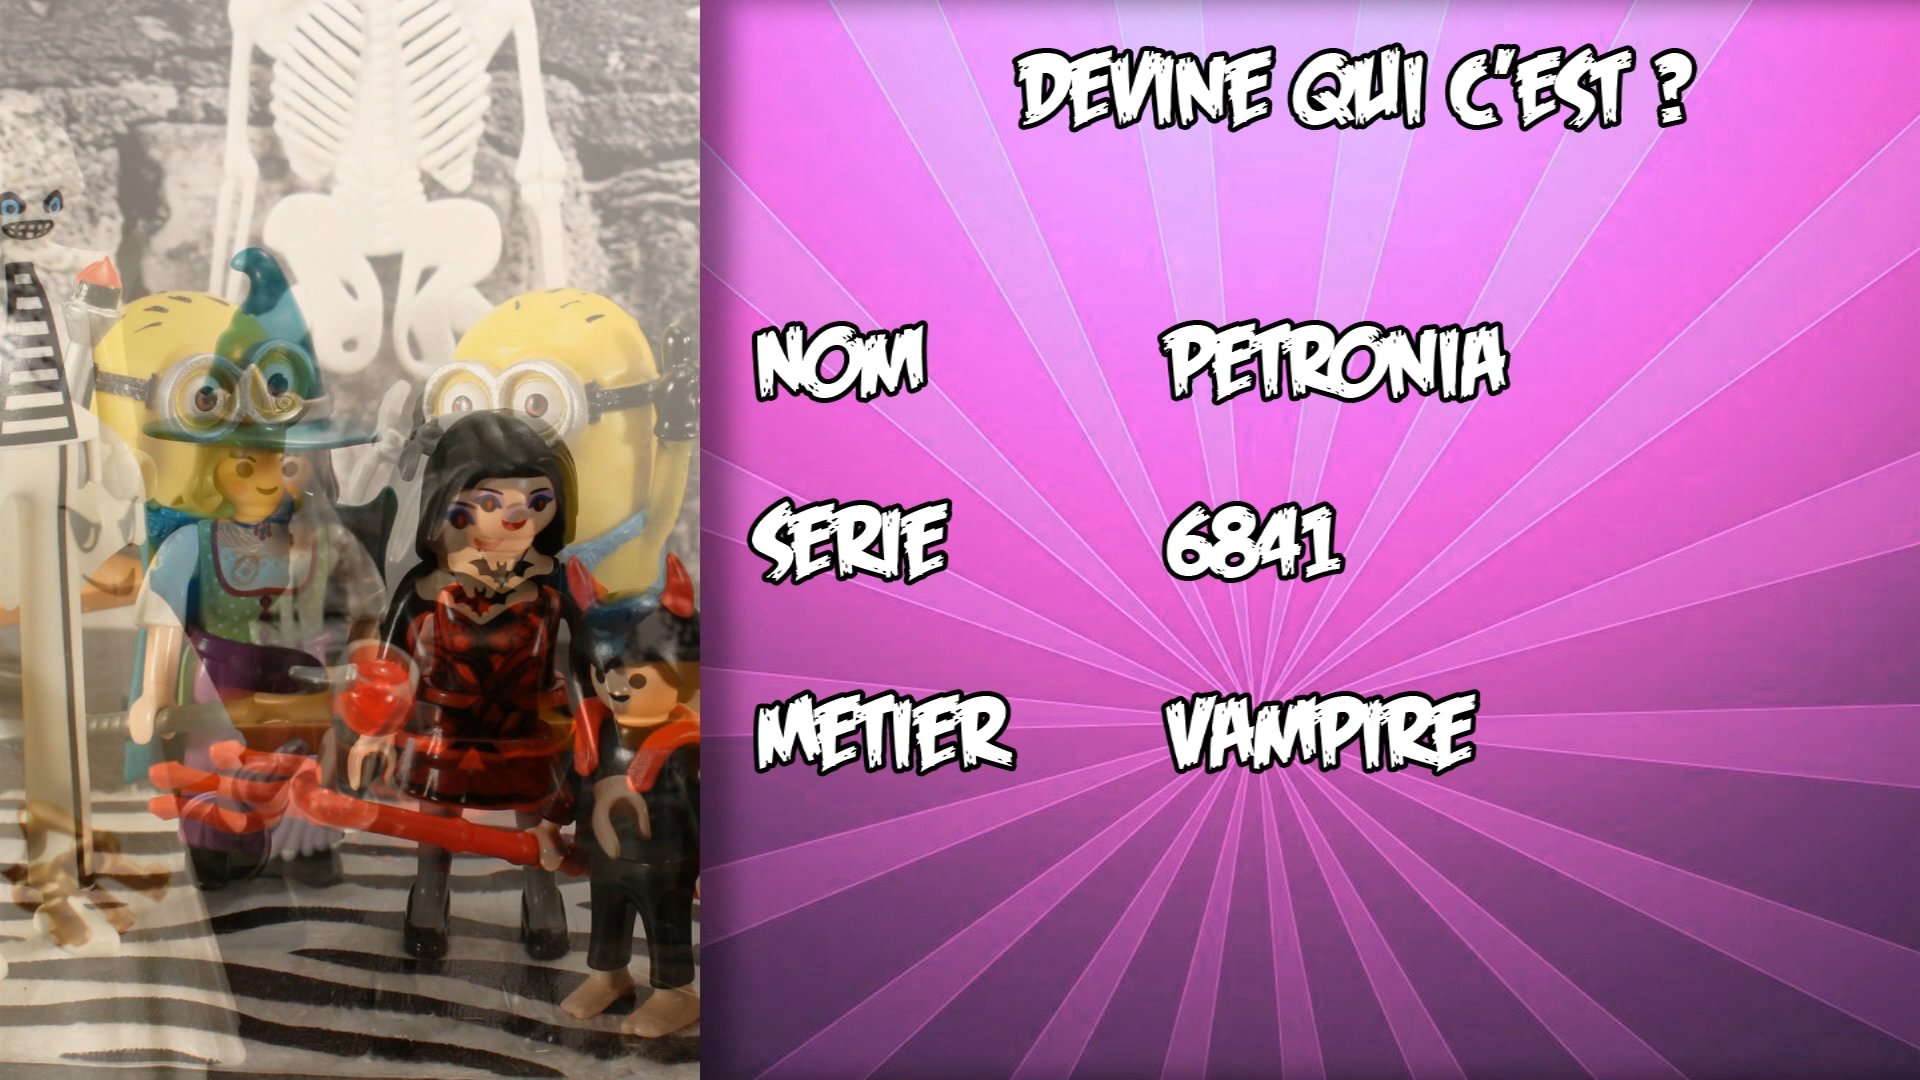 DEVINE QUI C'EST ?
NOM PETRONIA
SERIE 6841
METIER VAMPIRE